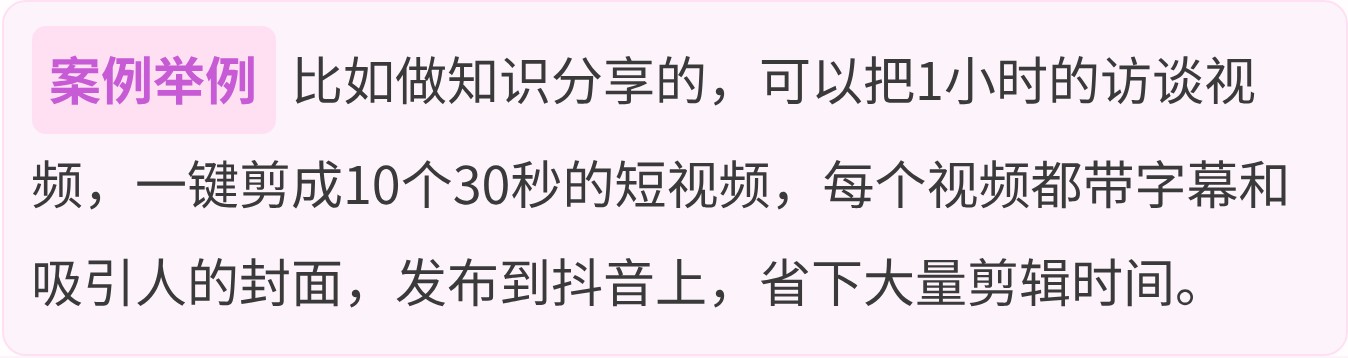 案例举例 比如做知识分享的，可以把1小时的访谈视
频，一键剪成10个30秒的短视频，每个视频都带字幕和
吸引人的封面，发布到抖音上，省下大量剪辑时间。